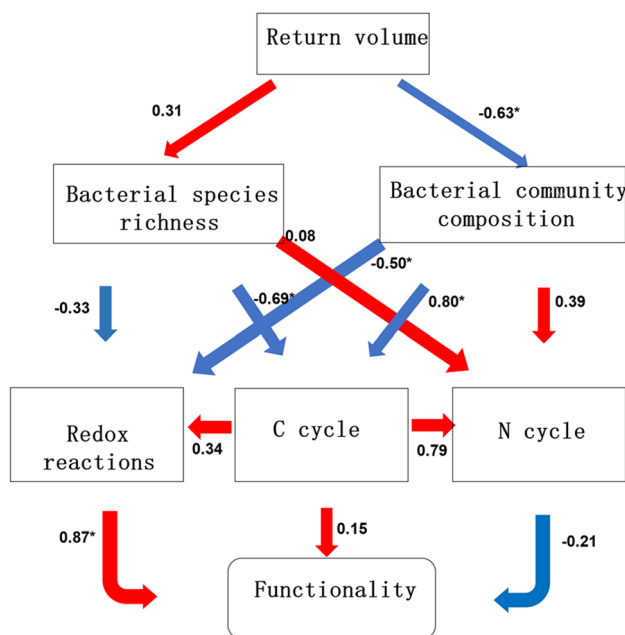 Return volume
0.31
-0.63*
Bacterial species
richness
Bacterial community
composition
0.08
-0.50*
-0.33
-0.69*
0.80*
0.39
Redox
reactions
C cycle
N cycle
0.34
0.79
0.87*
0.15
-0.21
Functionality